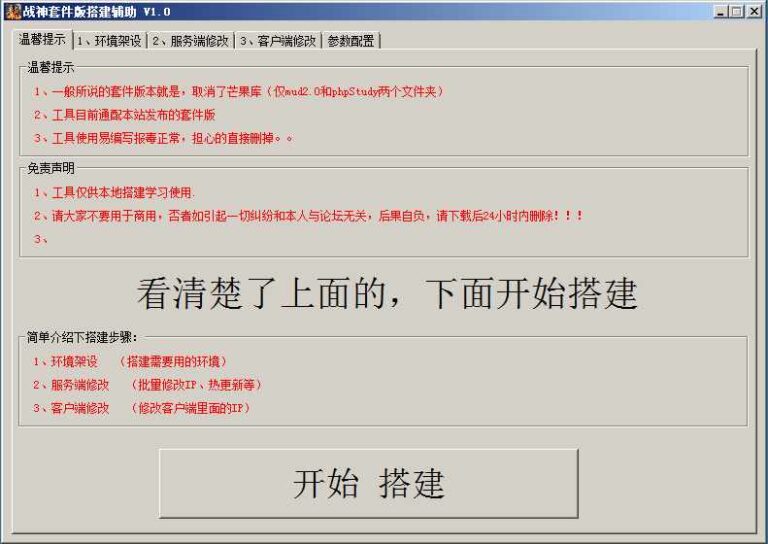 战神套件版搭建辅助 V1.0
温馨提示 1、环境架设 2、服务端修改 3、客户端修改 参数配置
温馨提示
1、一般所说的套件版本就是，取消了芒果库（仅mud2.0和phpStudy两个文件夹）
2、工具目前通配本站发布的套件版
3、工具使用易编写报毒正常，担心的直接删掉。。
免责声明
1、工具仅供本地搭建学习使用.
2、请大家不要用于商用，否者如引起一切纠纷和本人与论坛无关，后果自负，请下载后24小时内删除！！！
3、
看清楚了上面的，下面开始搭建
简单介绍下搭建步骤：
1、环境架设 （搭建需要用的环境）
2、服务端修改 （批量修改IP、热更新等）
3、客户端修改 （修改客户端里面的IP）
开始 搭建